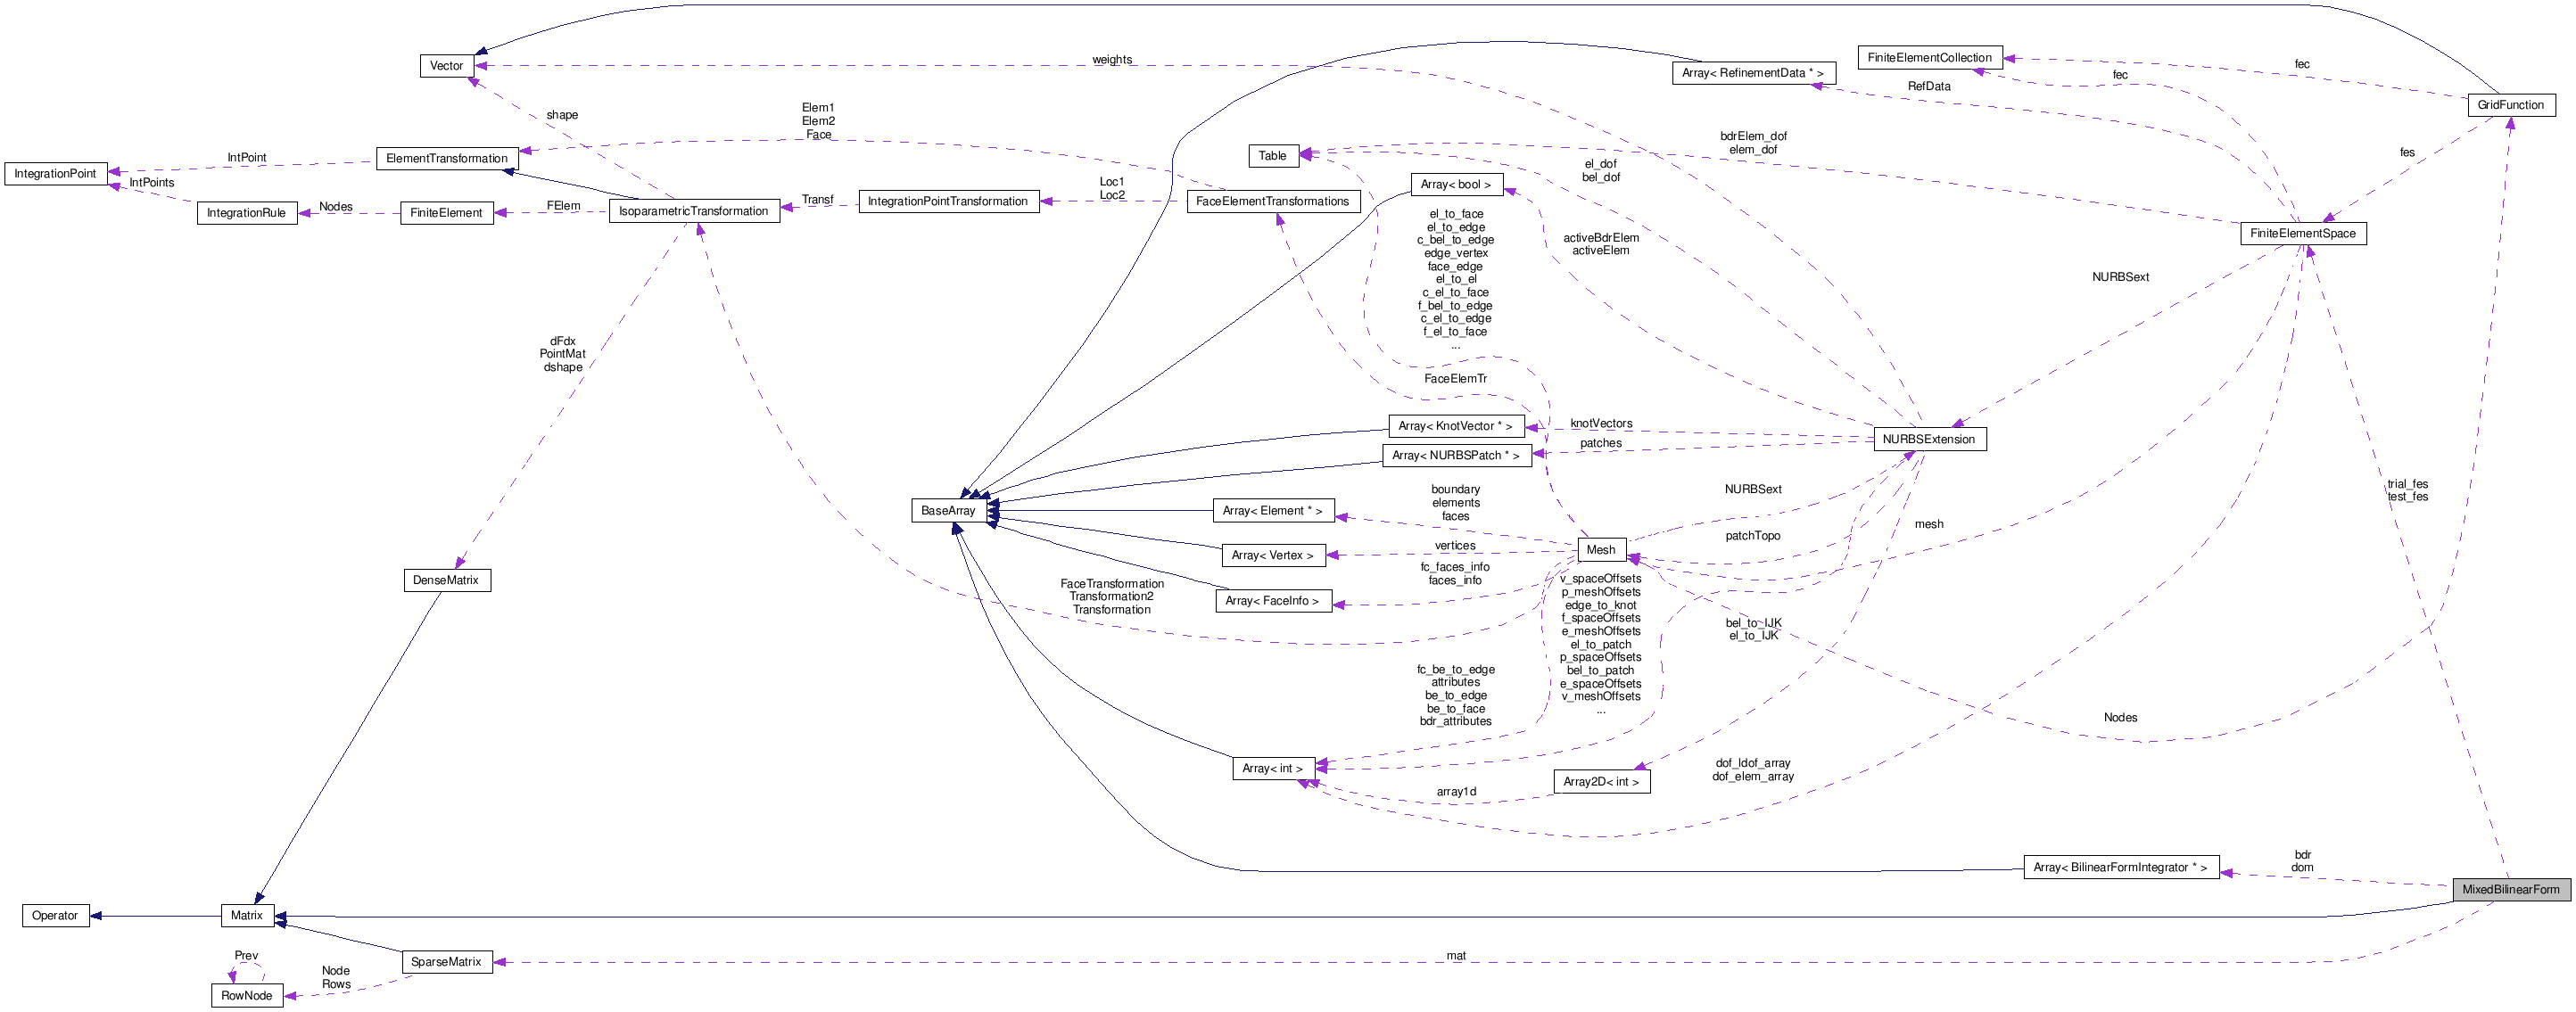 Vector
weights
Array< RefinementData * >
FiniteElementCollection
fec
fec
RefData
GridFunction
shape
Elem1
Elem2
Face
bdrElem_dof
elem_dof
fes
IntegrationPoint
IntPoint
IntPoints
ElementTransformation
Table
el_dof
bel_dof
Array< bool >
IntegrationRule
Nodes
FiniteElement
FElem
IsoparametricTransformation
Transf
IntegrationPointTransformation
Loc1
Loc2
FaceElementTransformations
el_to_face
el_to_edge
c_bel_to_edge
edge_vertex
face_edge
el_to_el
c_el_to_face
f_bel_to_edge
c_el_to_edge
f_el_to_face
...
activeBdrElem
activeElem
FiniteElementSpace
NURBSext
dFdx
PointMat
dshape
FaceElemTr
Array< KnotVector * >
knotVectors
Array< NURBSPatch * >
patches
NURBSExtension
BaseArray
Array< Element * >
boundary
elements
faces
NURBSext
trial_fes
test_fes
mesh
patchTopo
Array< Vertex >
vertices
Mesh
DenseMatrix
FaceTransformation
Transformation2
Transformation
Array< FaceInfo >
fc_faces_info
faces_info
v_spaceOffsets
p_meshOffsets
edge_to_knot
f_spaceOffsets
e_meshOffsets
el_to_patch
p_spaceOffsets
bel_to_patch
e_spaceOffsets
v_meshOffsets
...
bel_to_IJK
el_to_IJK
fc_be_to_edge
attributes
be_to_edge
be_to_face
bdr_attributes
Nodes
Array< int >
array1d
Array2D< int >
dof_ldof_array
dof_elem_array
Array< BilinearFormIntegrator * >
bdr
dom
MixedBilinearForm
Operator
Matrix
SparseMatrix
mat
Prev
Node
Rows
RowNode